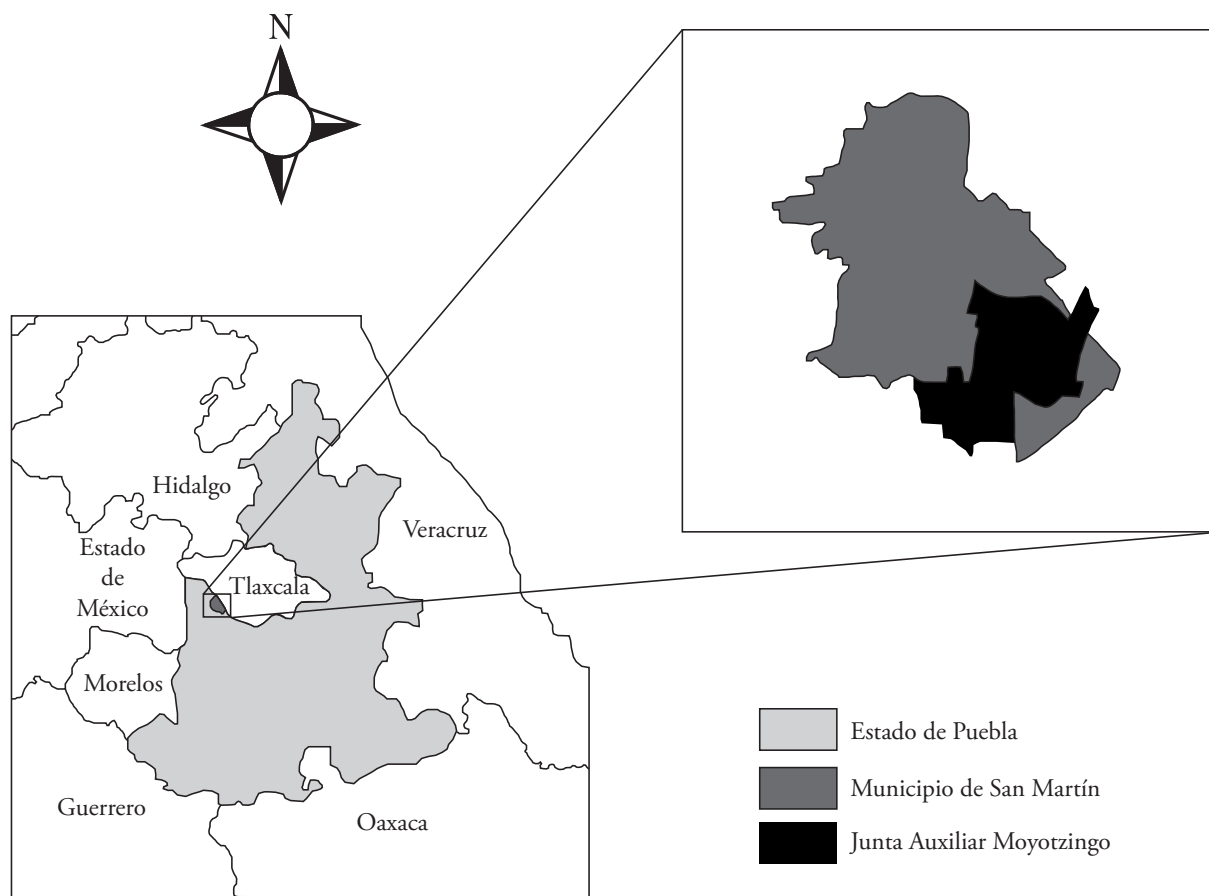 N
Hidalgo
Veracruz
Estado
de
México
Tlaxcala
Morelos
Guerrero
Oaxaca
Estado de Puebla
Municipio de San Martín
Junta Auxiliar Moyotzingo